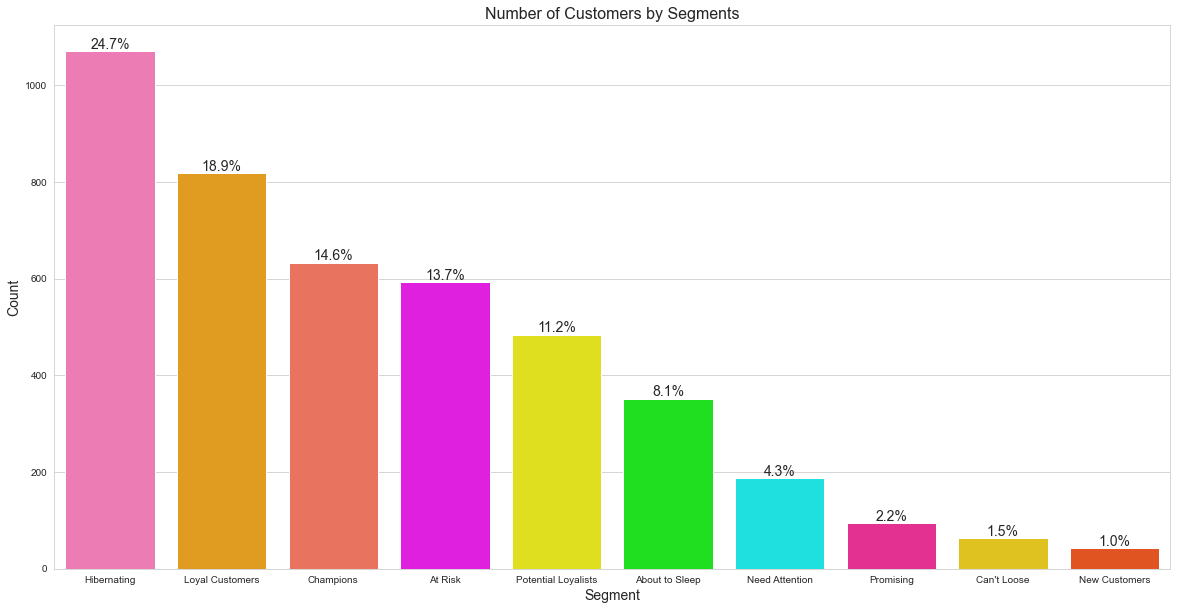 Number of Customers by Segments
24.7%
18.9%
14.6%
13.7%
11.2%
8.1%
4.3%
2.2%
1.5%
1.0%
Count
1000
800
600
400
200
0
Hibernating
Loyal Customers
Champions
At Risk
Potential Loyalists
About to Sleep
Need Attention
Promising
Can't Loose
New Customers
Segment